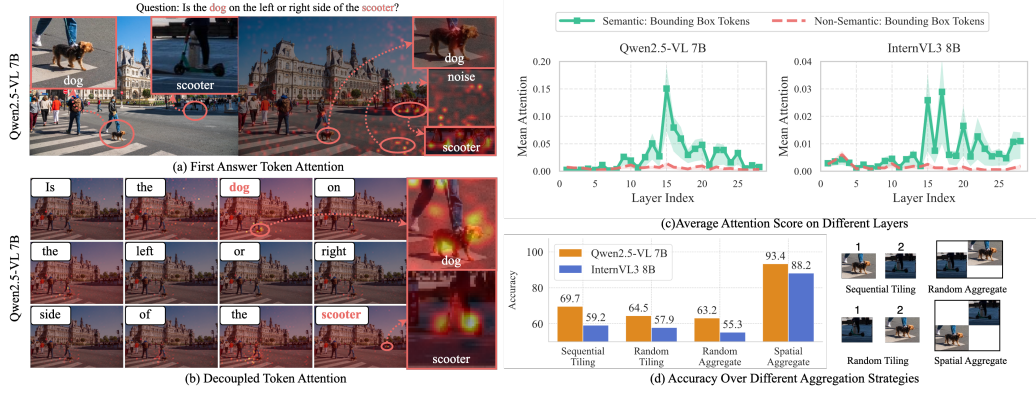 Question: Is the dog on the left or right side of the scooter?
Qwen2.5-VL 7B
dog
scooter
dog
noise
scooter
(a) First Answer Token Attention
Qwen2.5-VL 7B
Is
the
dog
on
the
left
or
right
side
of
the
scooter
dog
scooter
(b) Decoupled Token Attention
Semantic: Bounding Box Tokens
Non-Semantic: Bounding Box Tokens
Qwen2.5-VL 7B
Mean Attention
0.20
0.15
0.10
0.05
0.00
0
5
10
15
20
25
Layer Index
InternVL3 8B
Mean Attention
0.04
0.03
0.02
0.01
0.00
0
5
10
15
20
25
Layer Index
(c)Average Attention Score on Different Layers
Accuracy
100
80
60
Qwen2.5-VL 7B
InternVL3 8B
69.7
59.2
64.5
57.9
63.2
55.3
93.4
88.2
Sequential
Tiling
Random
Tiling
Random
Aggregate
Spatial
Aggregate
1
2
Sequential Tiling
Random Aggregate
1
2
Random Tiling
Spatial Aggregate
(d) Accuracy Over Different Aggregation Strategies